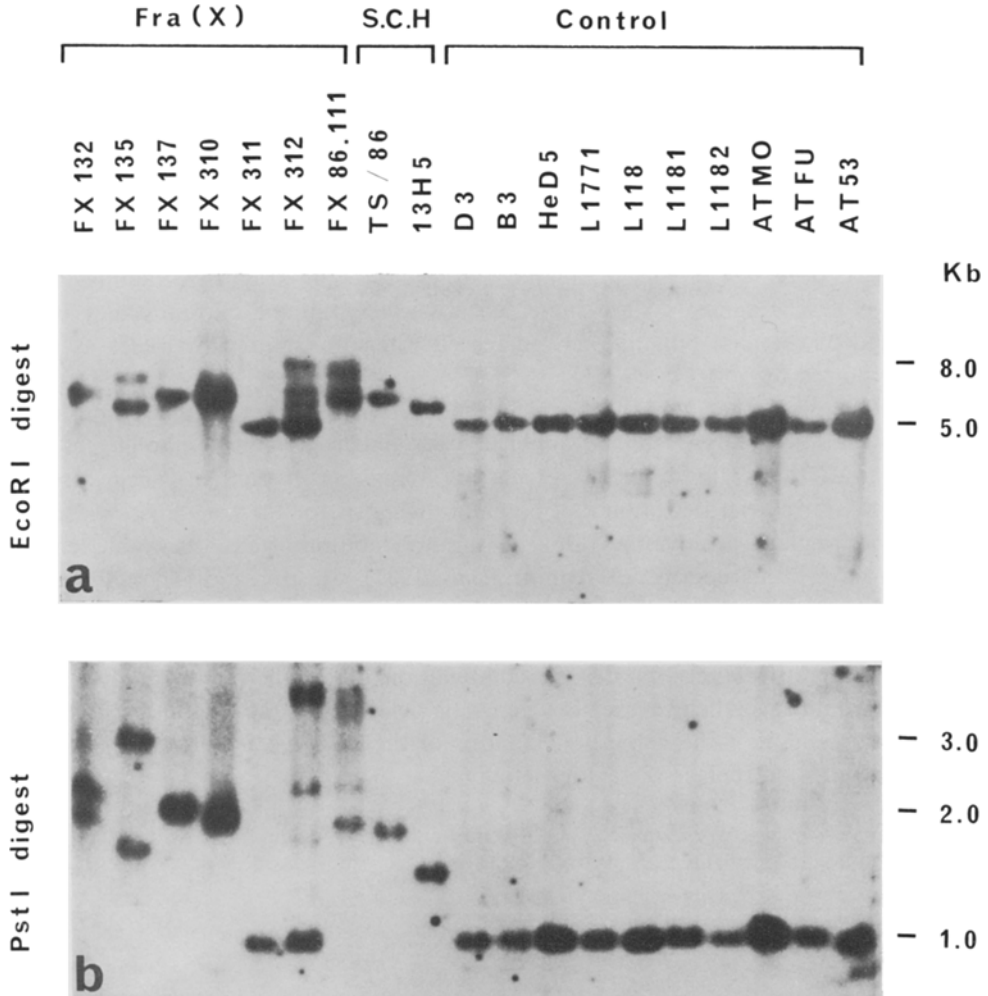 Fra (X) S.C.H Control
FX 132
FX 135
FX 137
FX 310
FX 311
FX 312
FX 86.111
TS / 86
13H5
D3
B3
HeD5
L1771
L118
L1181
L1182
ATMO
ATFU
AT53
Kb
EcoRI digest
8.0
5.0
a
PstI digest
3.0
2.0
1.0
b